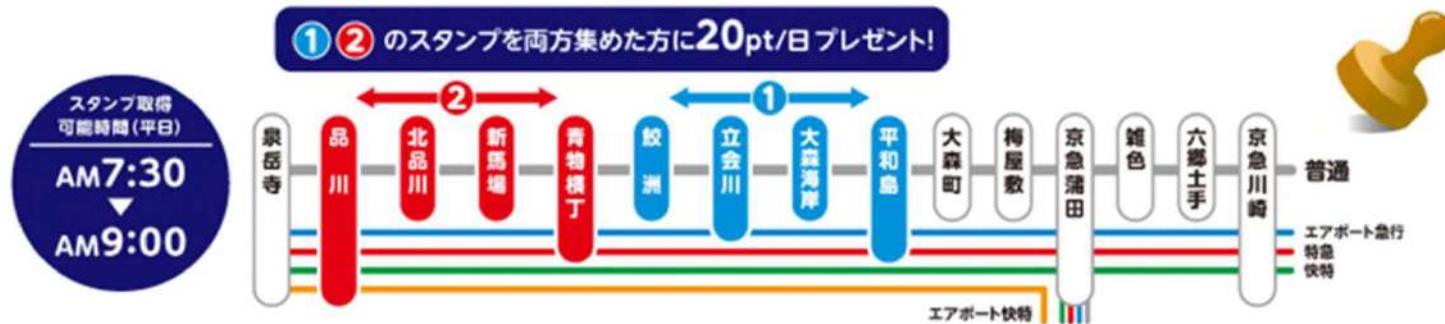 ①②のスタンプを両方集めた方に20pt/日プレゼント!
スタンプ取得
可能時間(平日)
AM7:30
AM9:00
②
①
泉岳寺
品川
北品川
新馬場
青物横丁
鮫洲
立会川
大森海岸
平和島
大森町
梅屋敷
京急蒲田
雑色
六郷土手
京急川崎
普通
エアポート急行
特急
快特
エアポート快特